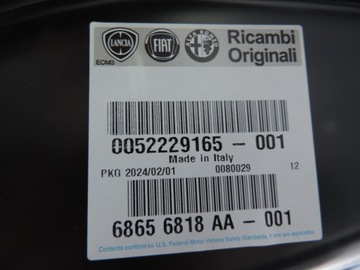 LANCIA
FIAT
ALFA ROMEO
Ricambi
Originali
EDM3
0052229165 - 001
Made in Italy
PKG 2024/02/01 0080029 12
6865 6818 AA - 001
Contents conform to U.S. Federal Motor Vehicle Safety Standards, if any are applicable.